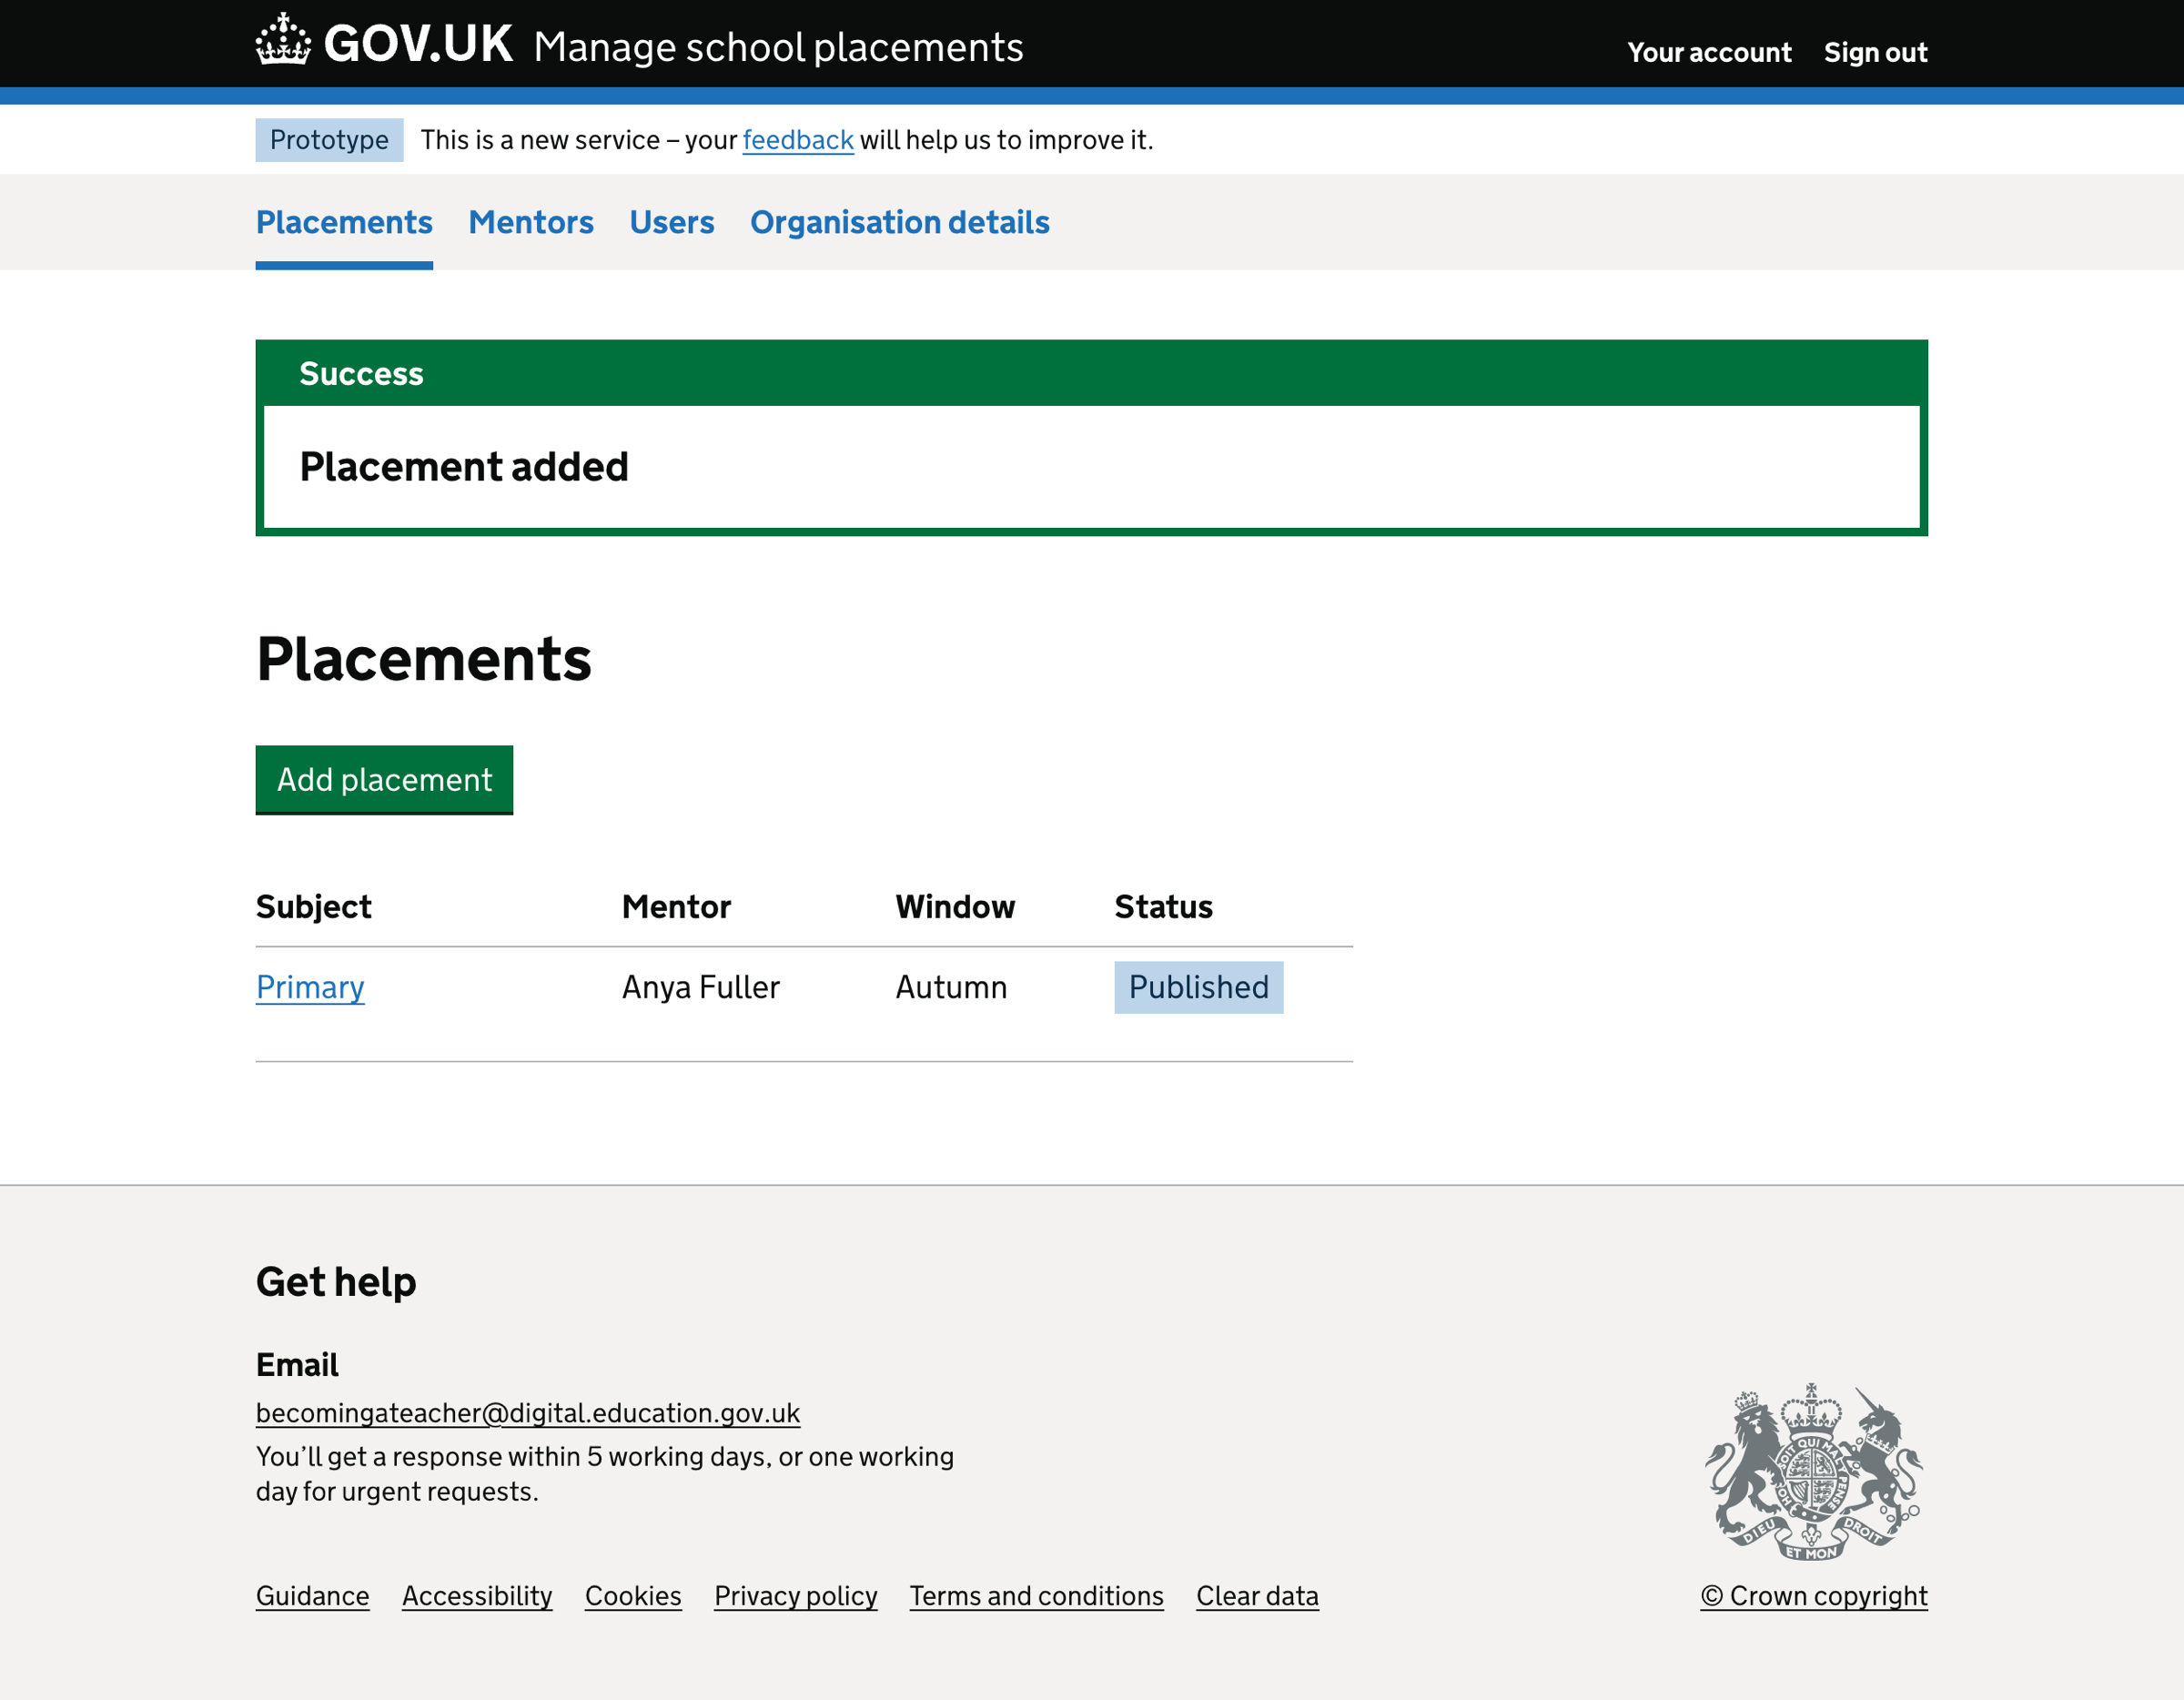 GOV.UK Manage school placements Your account Sign out
Prototype This is a new service – your feedback will help us to improve it.
Placements Mentors Users Organisation details
Success
Placement added
Placements
Add placement
Subject Mentor Window Status
Primary Anya Fuller Autumn Published
Get help
Email
becomingateacher@digital.education.gov.uk
You’ll get a response within 5 working days, or one working
day for urgent requests.
SOIT QUI MAL Y PENSE
HON
DIEU ET MON DROIT
Guidance Accessibility Cookies Privacy policy Terms and conditions Clear data © Crown copyright